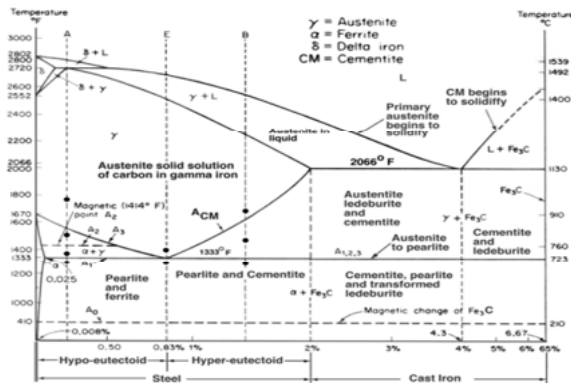 Temperature
°F
A
E
B
γ = Austenite
α = Ferrite
δ = Delta iron
CM = Cementite
Temperature
°C
3000
2802
2800
2720
2600
2552
2400
2200
2066
2000
1800
1670
1600
1400
1333
1200
1000
410
δ + L
δ
δ + γ
γ
γ + L
L
1539
1492
1400
1130
910
760
723
210
CM begins
to solidify
Primary
austenite
begins to
solidify
Austenite in
liquid
L + Fe₃C
2066° F
Austenite solid solution
of carbon in gamma iron
Magnetic (1414° F)
point A₂
A₂
A₃
α+γ
α
A₁
0.025
A CM
1333° F
Austenite
ledeburite
and
cementite
γ + Fe₃C
Fe₃C
Cementite
and
ledeburite
Austenite
to pearlite
A₁,₂,₃
Pearlite
and
ferrite
Pearlite and Cementite
Cementite, pearlite
and transformed
ledeburite
α + Fe₃C
A₀
Magnetic change of Fe₃C
0.008%
0.50
0.83
1%
2%
3%
4%
4.3
5%
6%
6.67
65%
Hypo-eutectoid
Hyper-eutectoid
Steel
Cast Iron